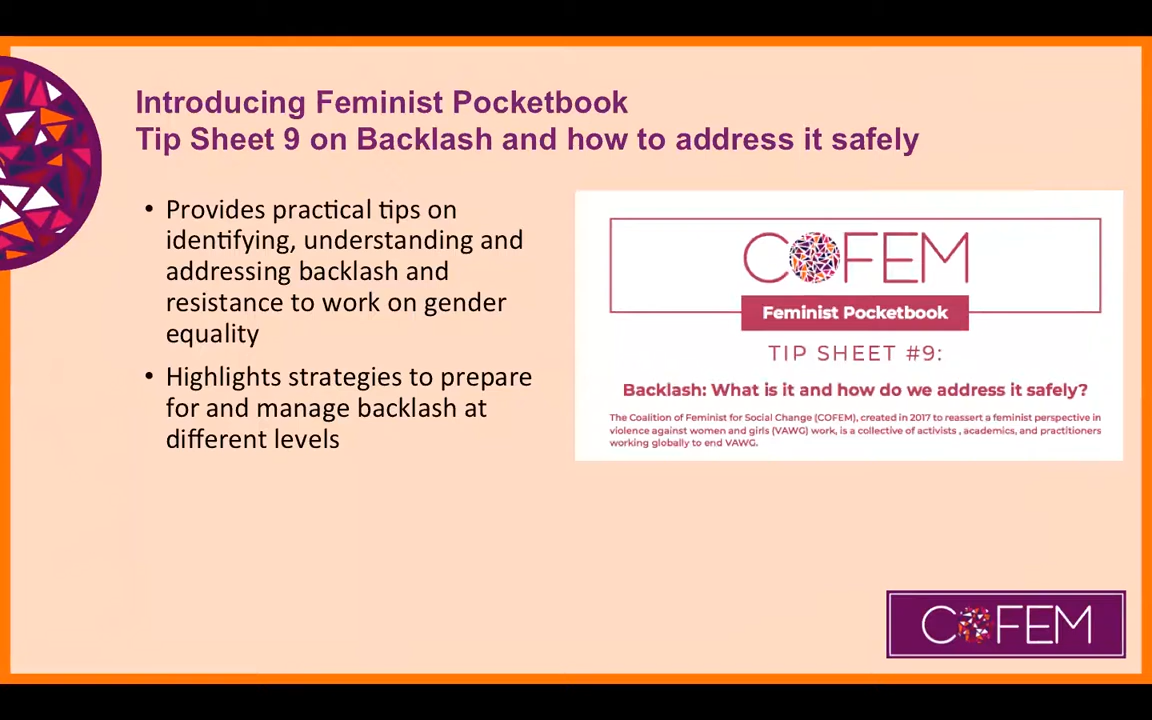 Introducing Feminist Pocketbook
Tip Sheet 9 on Backlash and how to address it safely
• Provides practical tips on
identifying, understanding and
addressing backlash and
resistance to work on gender
equality
• Highlights strategies to prepare
for and manage backlash at
different levels
COFEM
Feminist Pocketbook
TIP SHEET #9:
Backlash: What is it and how do we address it safely?
The Coalition of Feminist for Social Change (COFEM), created in 2017 to reassert a feminist perspective in
violence against women and girls (VAWG) work, is a collective of activists , academics, and practitioners
working globally to end VAWG.
COFEM